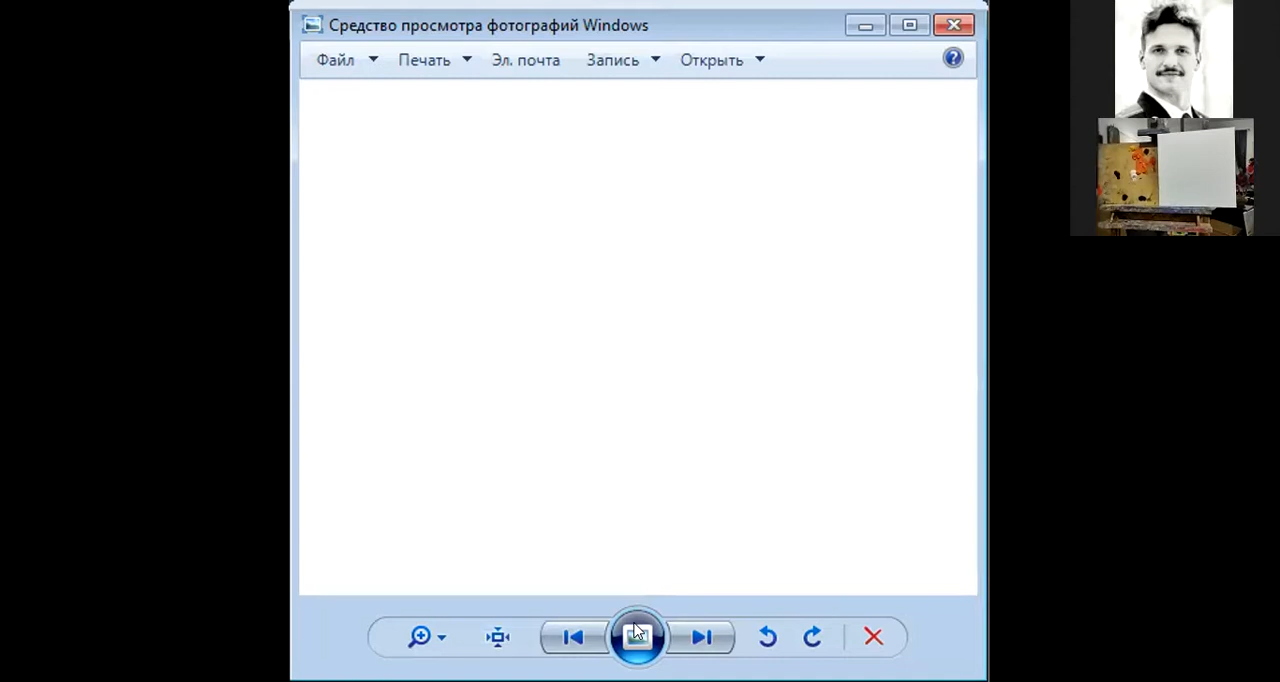 Средство просмотра фотографий Windows
Файл Печать Эл. почта Запись Открыть